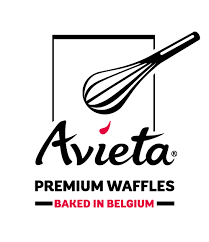 Avieta®
PREMIUM WAFFLES
BAKED IN BELGIUM